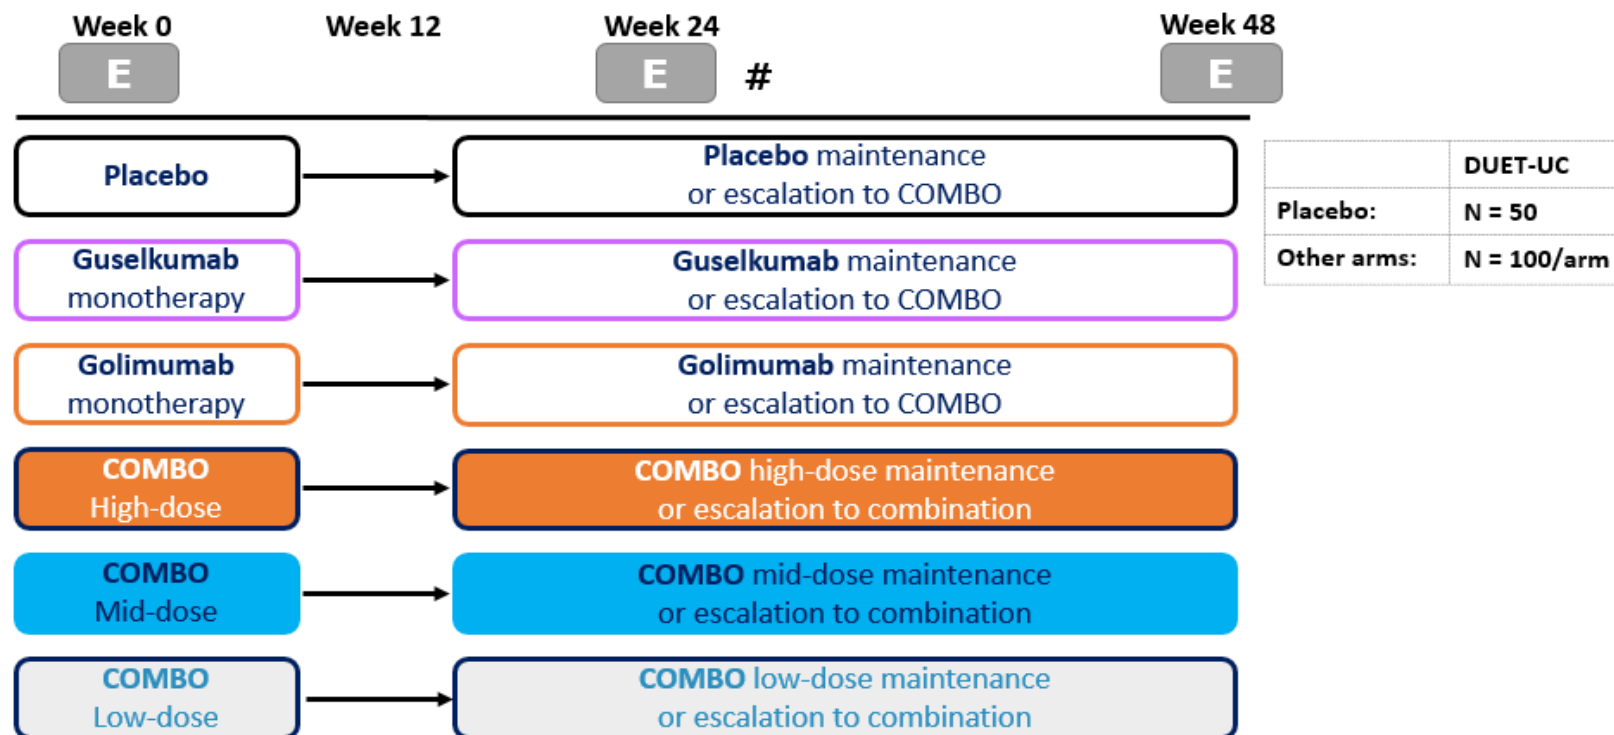 Week 0 Week 12 Week 24 Week 48
E E # E
Placebo
Placebo maintenance
or escalation to COMBO
DUET-UC
Placebo: N = 50
Other arms: N = 100/arm
Guselkumab
monotherapy
Guselkumab maintenance
or escalation to COMBO
Golimumab
monotherapy
Golimumab maintenance
or escalation to COMBO
COMBO
High-dose
COMBO high-dose maintenance
or escalation to combination
COMBO
Mid-dose
COMBO mid-dose maintenance
or escalation to combination
COMBO
Low-dose
COMBO low-dose maintenance
or escalation to combination